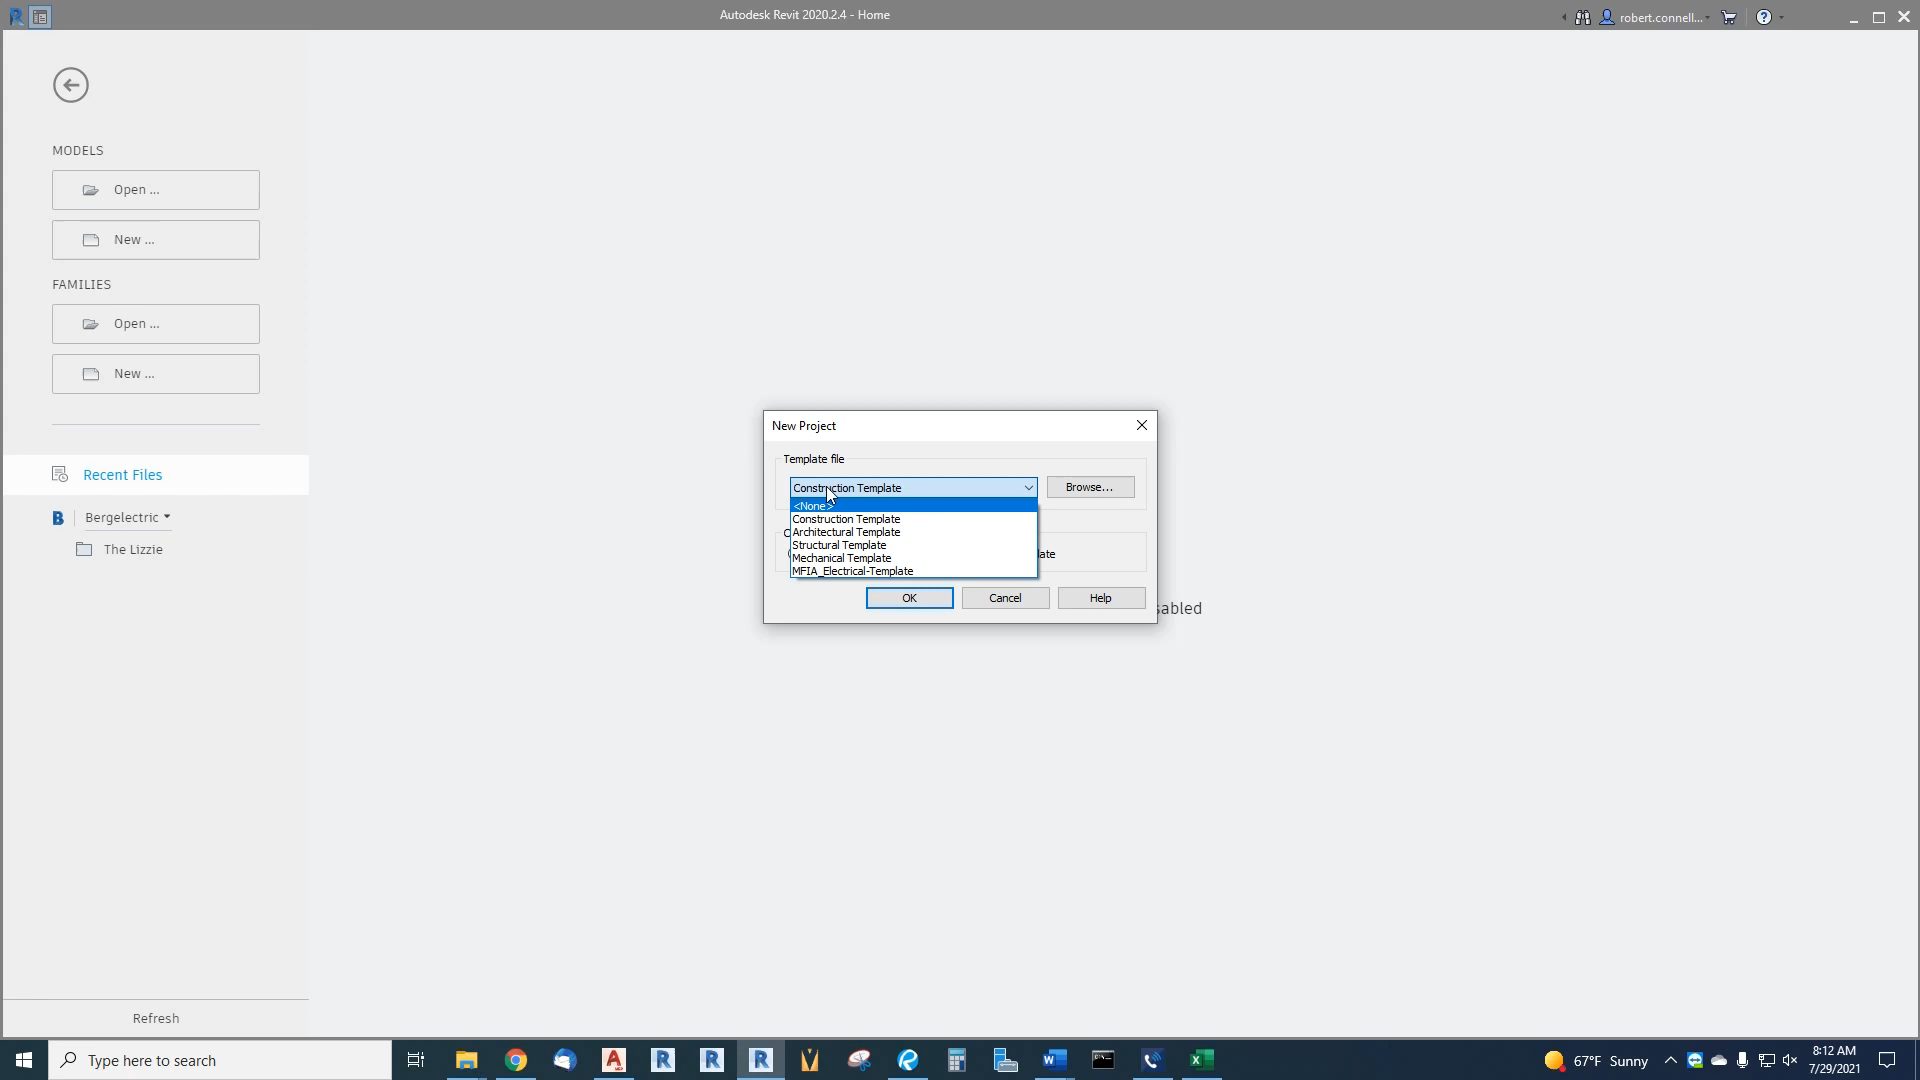 Autodesk Revit 2020.2.4 - Home
robert.connell...
MODELS
Open ...
New ...
FAMILIES
Open ...
New ...
Recent Files
Bergelectric
The Lizzie
Refresh
New Project
Template file
Construction Template
Browse...
<None>
Construction Template
Architectural Template
Structural Template
Mechanical Template
MFIA_Electrical-Template
OK
Cancel
Help
Type here to search
67°F Sunny
8:12 AM
7/29/2021